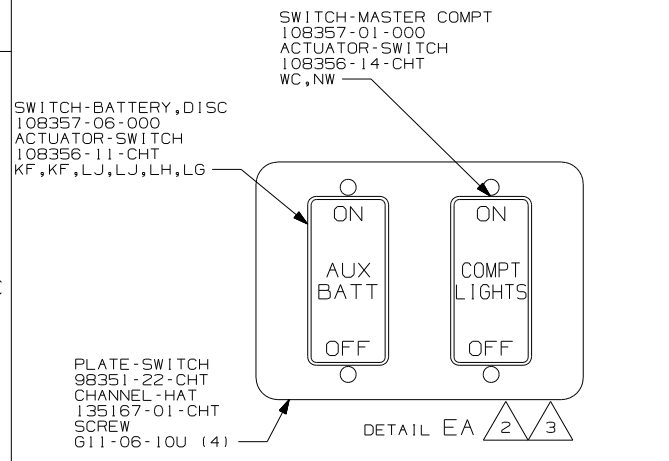 SWITCH-MASTER COMPT
108357-01-000
ACTUATOR-SWITCH
108356-14-CHT
WC,NW
SWITCH-BATTERY,DISC
108357-06-000
ACTUATOR-SWITCH
108356-11-CHT
KF,KF,LJ,LJ,LH,LG
ON
AUX
BATT
OFF
ON
COMPT
LIGHTS
OFF
PLATE-SWITCH
98351-22-CHT
CHANNEL-HAT
135167-01-CHT
SCREW
G11-06-10U (4)
DETAIL EA 2 3